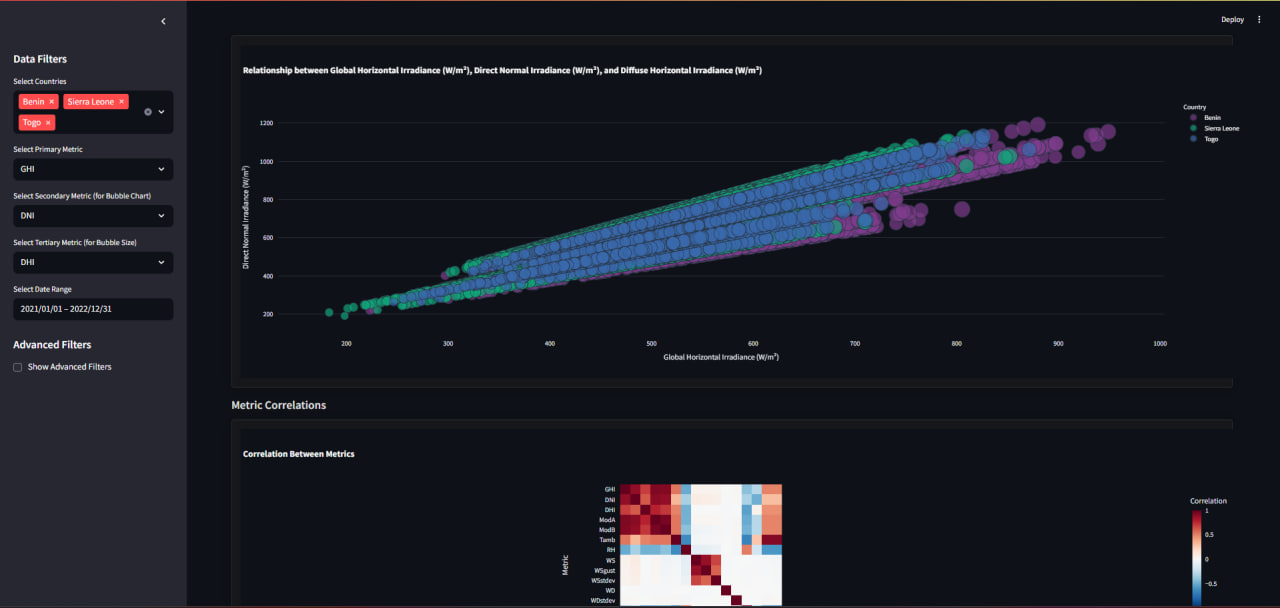 Deploy
Data Filters
Select Countries
Benin × Sierra Leone ×
Togo ×
Select Primary Metric
GHI
Select Secondary Metric (for Bubble Chart)
DNI
Select Tertiary Metric (for Bubble Size)
DHI
Select Date Range
2021/01/01 – 2022/12/31
Advanced Filters
Show Advanced Filters
Relationship between Global Horizontal Irradiance (W/m²), Direct Normal Irradiance (W/m²), and Diffuse Horizontal Irradiance (W/m²)
Direct Normal Irradiance (W/m²)
1200
1000
800
600
400
200
200 300 400 500 600 700 800 900 1000
Global Horizontal Irradiance (W/m²)
Country
Benin
Sierra Leone
Togo
Metric Correlations
Correlation Between Metrics
Metric
GHI
DNI
DHI
ModA
ModB
Tamb
RH
WS
WSgust
WSstdev
WD
WDstdev
Correlation
1
0.5
0
−0.5